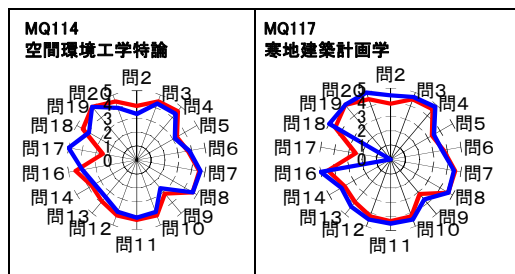 MQ114
空間環境工学特論
問2
問3
問4
問5
問6
問7
問8
問9
問10
問11
問12
問13
問14
問16
問17
問18
問19
問20
5
4
3
2
1
0
MQ117
寒地建築計画学
問2
問3
問4
問5
問6
問7
問8
問9
問10
問11
問12
問13
問14
問16
問17
問18
問19
問20
5
4
3
2
1
0